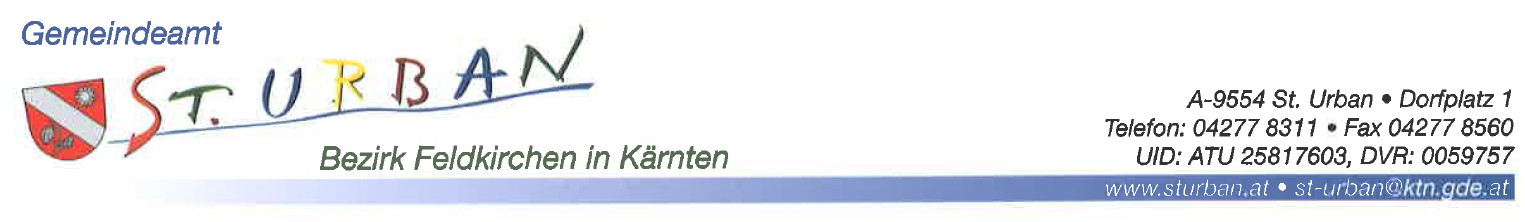 Gemeindeamt
ST. URBAN
Bezirk Feldkirchen in Kärnten
A-9554 St. Urban • Dorfplatz 1
Telefon: 04277 8311 • Fax 04277 8560
UID: ATU 25817603, DVR: 0059757
www.sturban.at • st-urban@ktn.gde.at